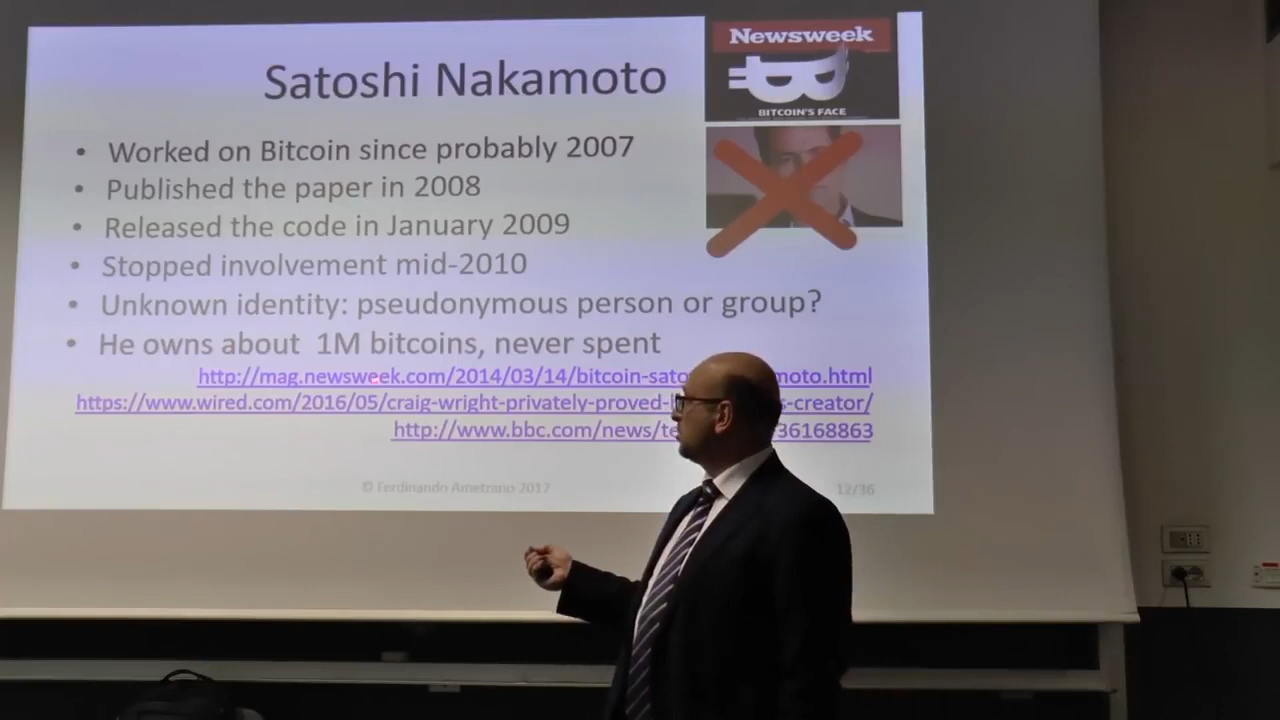 Newsweek
BITCOIN'S FACE
Satoshi Nakamoto
• Worked on Bitcoin since probably 2007
• Published the paper in 2008
• Released the code in January 2009
• Stopped involvement mid-2010
• Unknown identity: pseudonymous person or group?
• He owns about 1M bitcoins, never spent
http://mag.newsweek.com/2014/03/14/bitcoin-sato moto.html
https://www.wired.com/2016/05/craig-wright-privately-proved- s-creator/
http://www.bbc.com/news/te 36168863
© Ferdinando Ametrano 2017
12/36